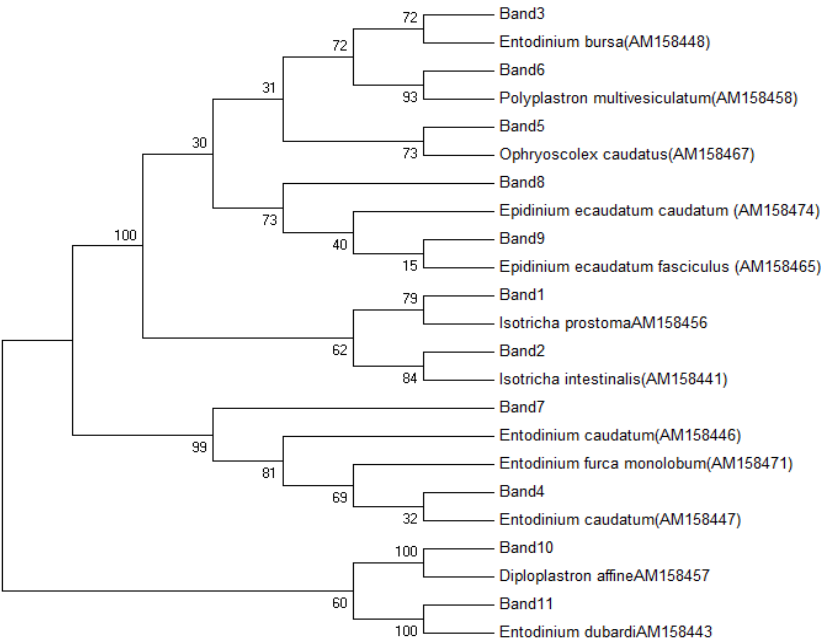 72
Band3
72
Entodinium bursa(AM158448)
31
Band6
93
Polyplastron multivesiculatum(AM158458)
30
Band5
73
Ophryoscolex caudatus(AM158467)
Band8
73
Epidinium ecaudatum caudatum (AM158474)
100
40
Band9
15
Epidinium ecaudatum fasciculus (AM158465)
79
Band1
62
Isotricha prostomaAM158456
Band2
84
Isotricha intestinalis(AM158441)
Band7
99
Entodinium caudatum(AM158446)
81
Entodinium furca monolobum(AM158471)
69
Band4
32
Entodinium caudatum(AM158447)
100
Band10
Diploplastron affineAM158457
60
Band11
100
Entodinium dubardiAM158443